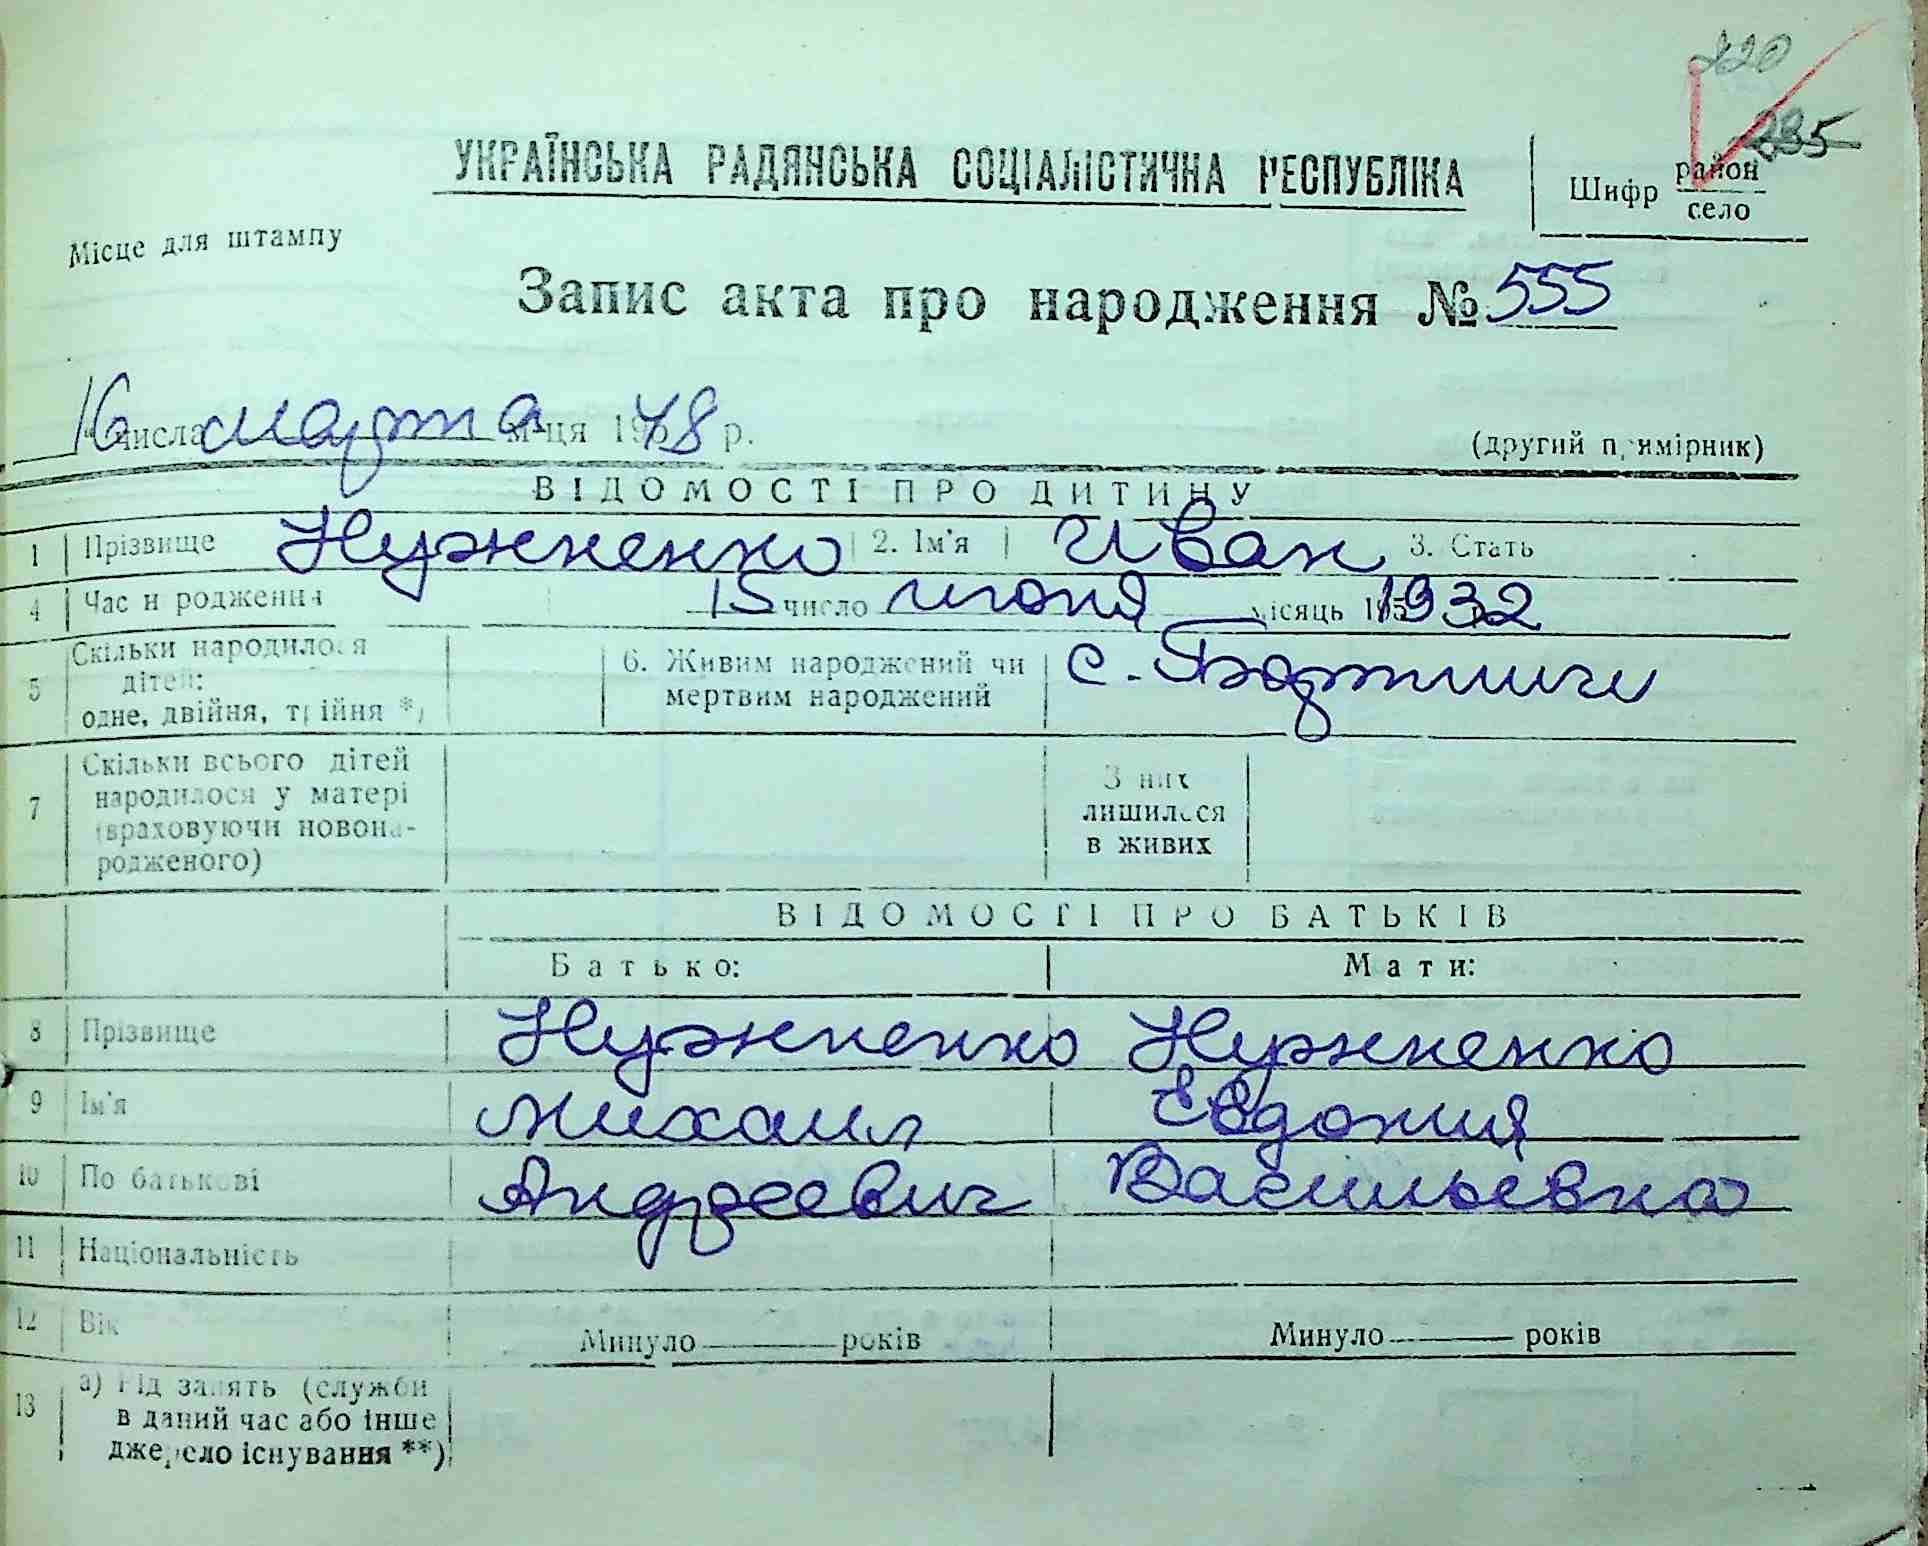 220
385
УКРАЇНСЬКА РАДЯНСЬКА СОЦІАЛІСТИЧНА РЕСПУБЛІКА
Шифр район
село
Місце для штампу
Запис акта про народження № 555
16 числа марта м-ця 1948 р.
(другий примірник)
ВІДОМОСТІ ПРО ДИТИНУ
1 Прізвище Нужненко 2. Ім'я Иван 3. Стать
4 Час народження 15 число июня місяць 195 1932
5 Скільки народилося дітей: одне, двійня, трійня *)
6. Живим народжений чи мертвим народжений с. Бортничи
7 Скільки всього дітей народилося у матері (враховуючи новонародженого)
З них лишилося в живих
ВІДОМОСТІ ПРО БАТЬКІВ
Батько: Мати:
8 Прізвище Нужненко Нужненко
9 Ім'я Михаил Евдокия
10 По батькові Андреевич Васильевна
11 Національність
12 Вік Минуло років Минуло років
13 а) Рід занять (служби
в даний час або інше
джерело існування **)